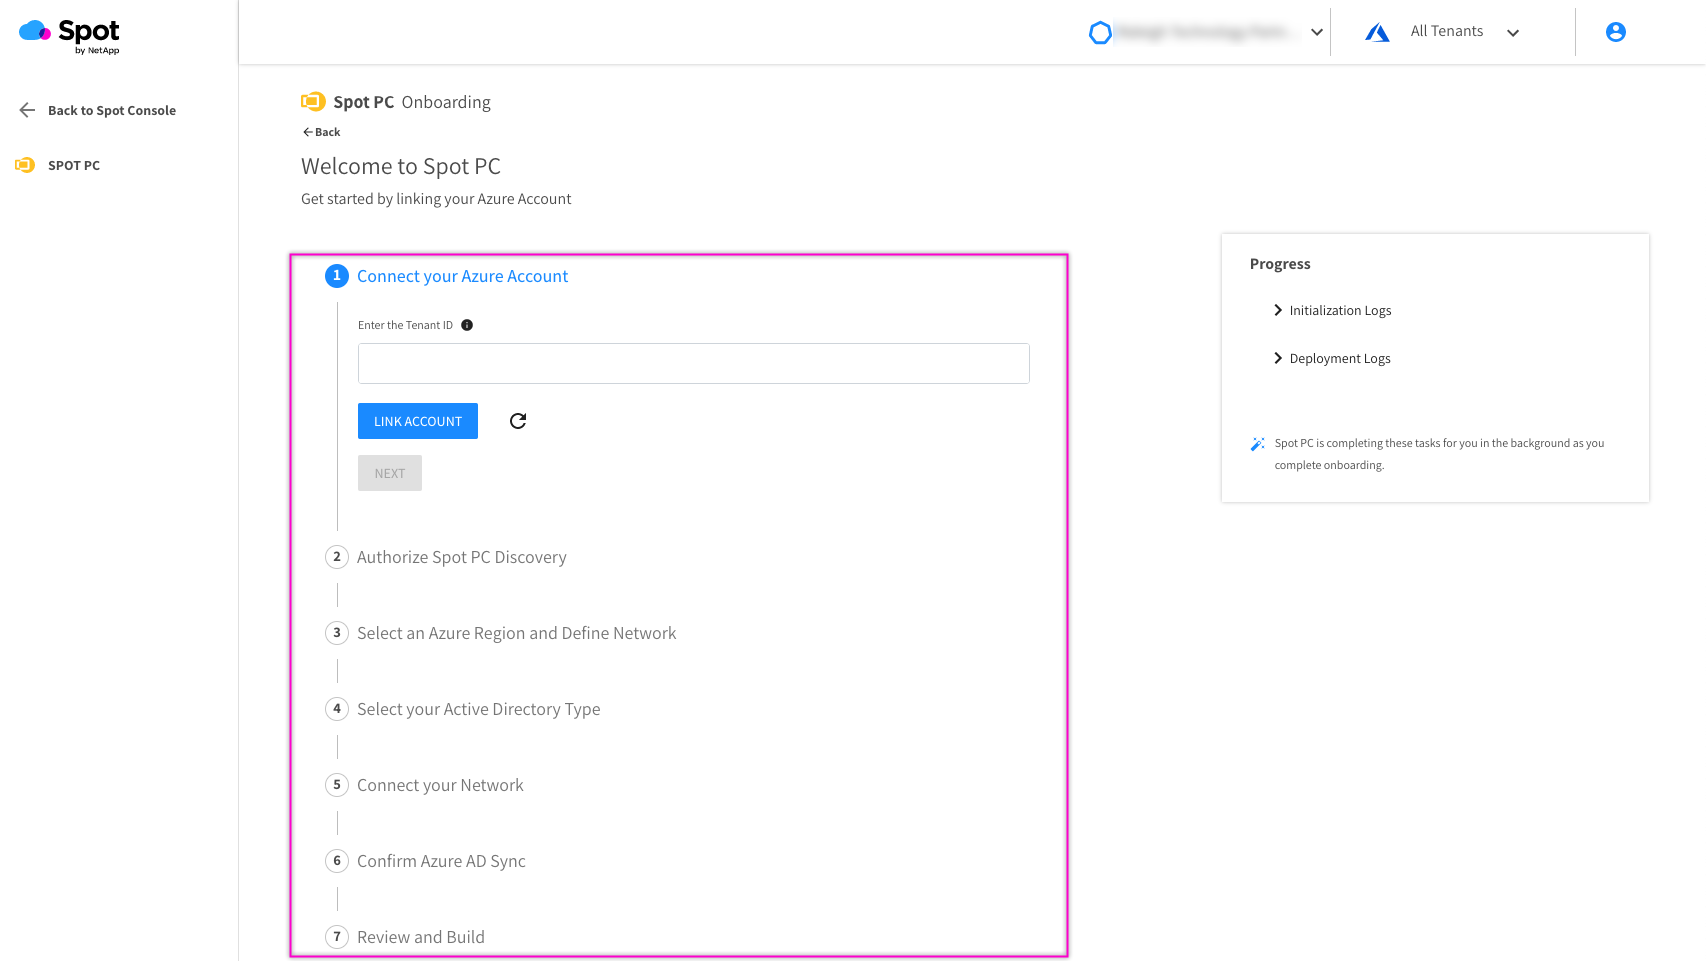 Spot
by NetApp
All Tenants
Back to Spot Console
SPOT PC
Spot PC Onboarding
Back
Welcome to Spot PC
Get started by linking your Azure Account
1 Connect your Azure Account
Enter the Tenant ID
LINK ACCOUNT
NEXT
2 Authorize Spot PC Discovery
3 Select an Azure Region and Define Network
4 Select your Active Directory Type
5 Connect your Network
6 Confirm Azure AD Sync
7 Review and Build
Progress
Initialization Logs
Deployment Logs
Spot PC is completing these tasks for you in the background as you
complete onboarding.